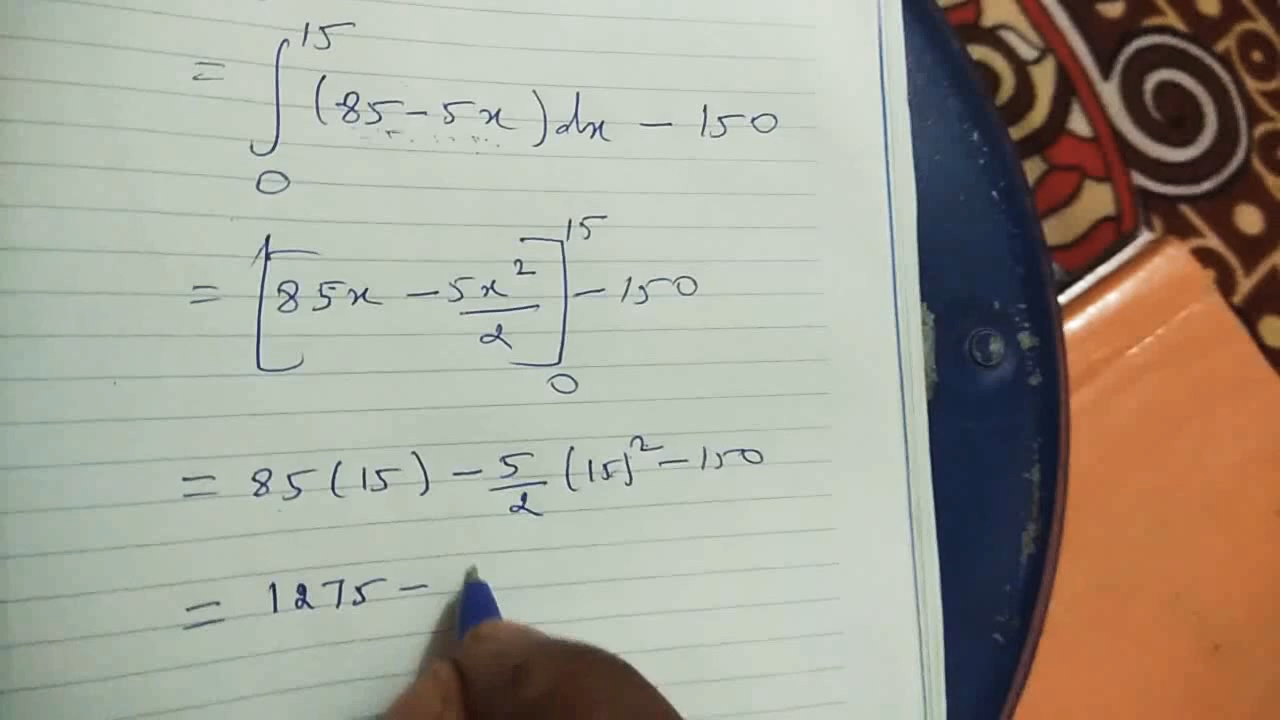 = ∫₀¹⁵ (85 - 5x) dx - 150
= [85x - 5x²/2]₀¹⁵ - 150
= 85(15) - 5/2 (15)² - 150
= 1275 -